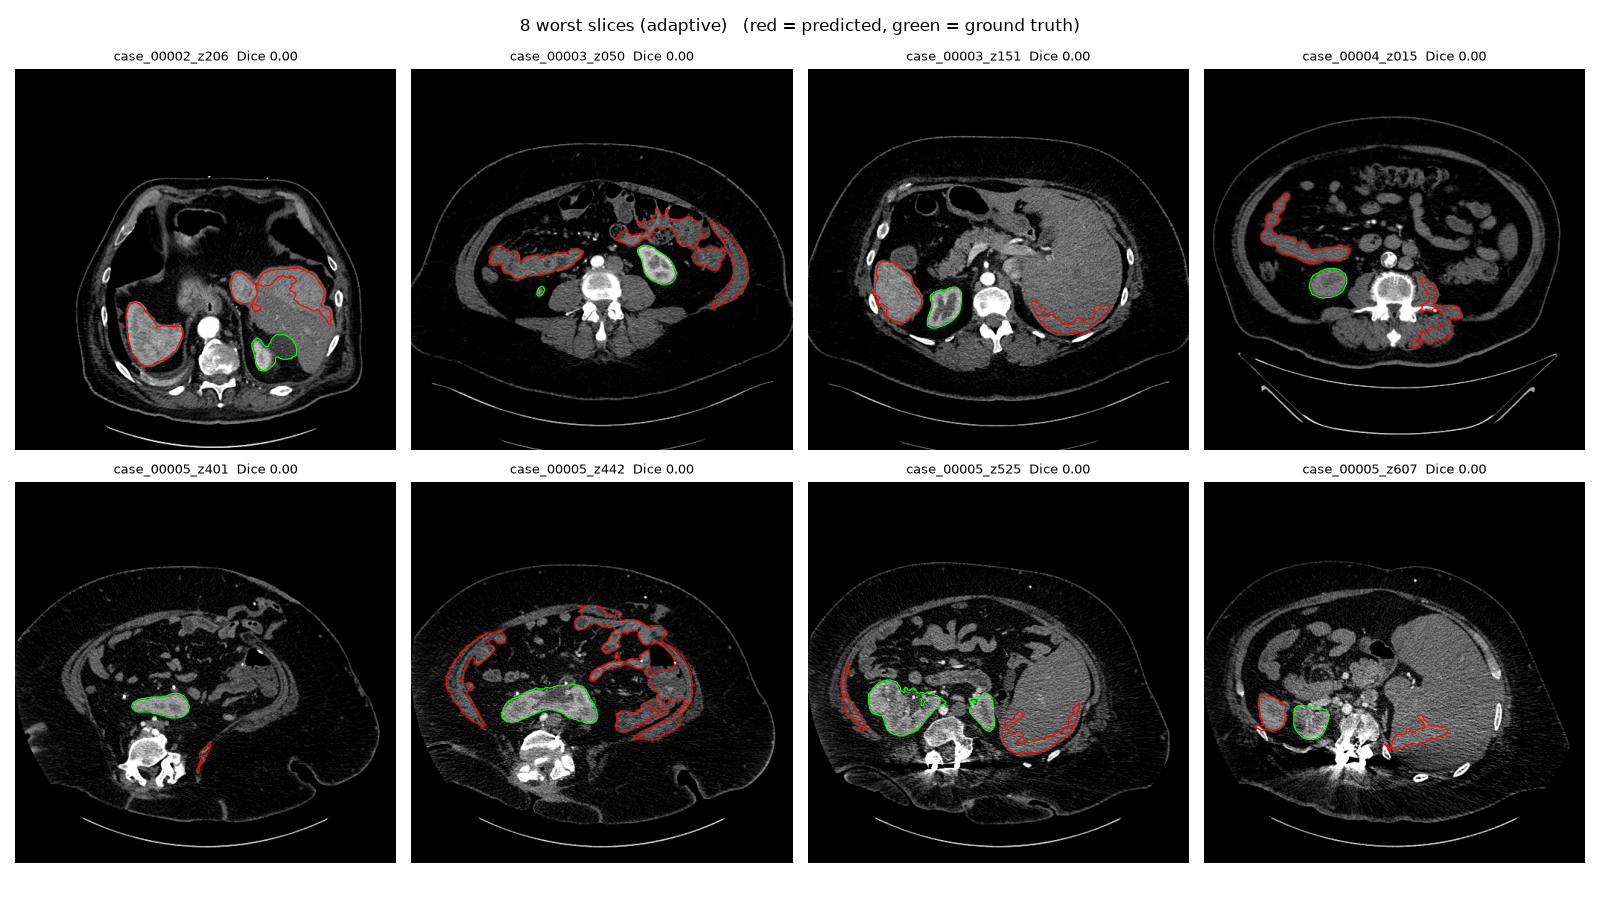 8 worst slices (adaptive)   (red = predicted, green = ground truth)
case_00002_z206  Dice 0.00
case_00003_z050  Dice 0.00
case_00003_z151  Dice 0.00
case_00004_z015  Dice 0.00
case_00005_z401  Dice 0.00
case_00005_z442  Dice 0.00
case_00005_z525  Dice 0.00
case_00005_z607  Dice 0.00